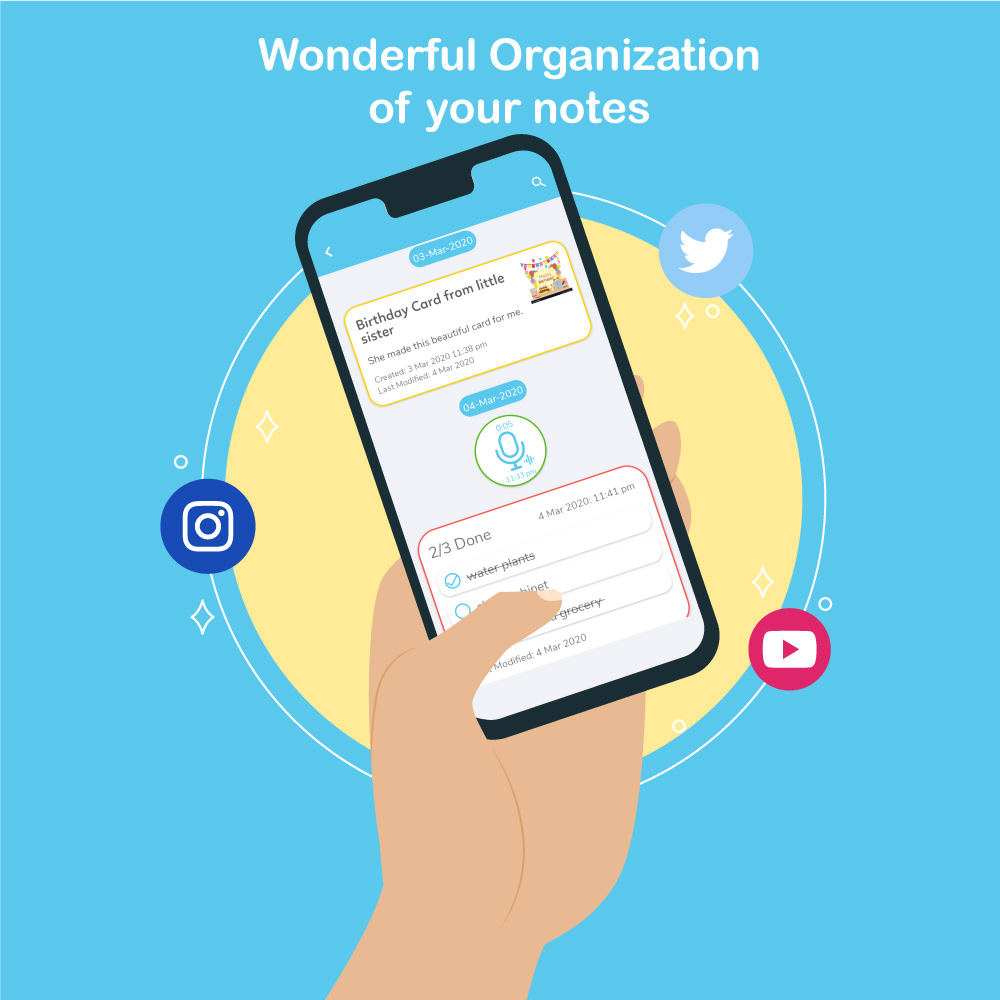 Wonderful Organization
of your notes
03-Mar-2020
Birthday Card from little
sister
She made this beautiful card for me.
Created: 3 Mar 2020 11:38 pm
Last Modified: 4 Mar 2020
04-Mar-2020
0:05
11:33 pm
4 Mar 2020: 11:41 pm
2/3 Done
water plants
grocery
Modified: 4 Mar 2020